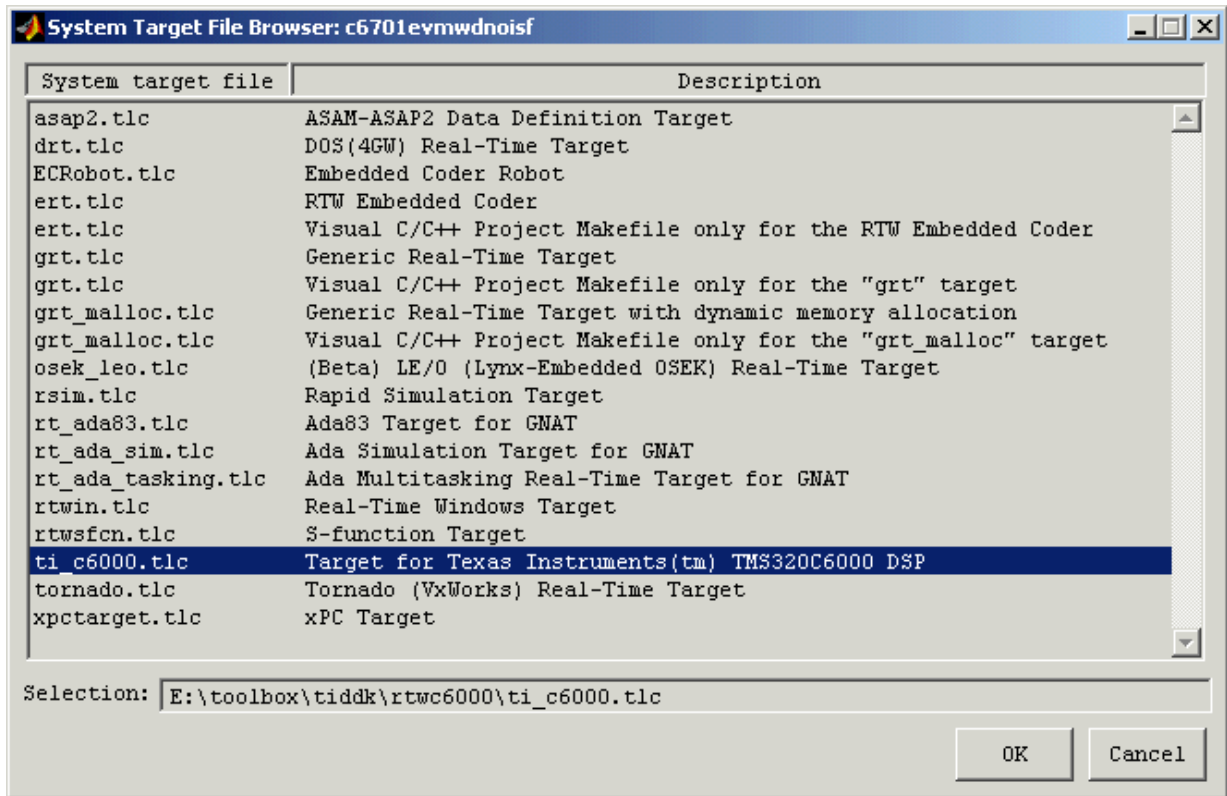 System Target File Browser: c6701evmwdnoisf
System target file Description
asap2.tlc ASAM-ASAP2 Data Definition Target
drt.tlc DOS(4GW) Real-Time Target
ECRobot.tlc Embedded Coder Robot
ert.tlc RTW Embedded Coder
ert.tlc Visual C/C++ Project Makefile only for the RTW Embedded Coder
grt.tlc Generic Real-Time Target
grt.tlc Visual C/C++ Project Makefile only for the "grt" target
grt_malloc.tlc Generic Real-Time Target with dynamic memory allocation
grt_malloc.tlc Visual C/C++ Project Makefile only for the "grt_malloc" target
osek_leo.tlc (Beta) LE/O (Lynx-Embedded OSEK) Real-Time Target
rsim.tlc Rapid Simulation Target
rt_ada83.tlc Ada83 Target for GNAT
rt_ada_sim.tlc Ada Simulation Target for GNAT
rt_ada_tasking.tlc Ada Multitasking Real-Time Target for GNAT
rtwin.tlc Real-Time Windows Target
rtwsfcn.tlc S-function Target
ti_c6000.tlc Target for Texas Instruments(tm) TMS320C6000 DSP
tornado.tlc Tornado (VxWorks) Real-Time Target
xpctarget.tlc xPC Target
Selection: E:\toolbox\tiddk\rtwc6000\ti_c6000.tlc
OK Cancel